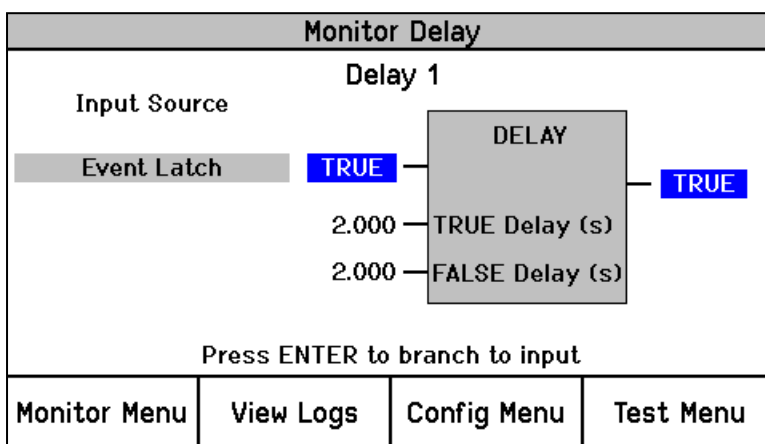 Monitor Delay
Delay 1
Input Source
DELAY
Event Latch TRUE
TRUE
2.000 TRUE Delay (s)
2.000 FALSE Delay (s)
Press ENTER to branch to input
Monitor Menu View Logs Config Menu Test Menu